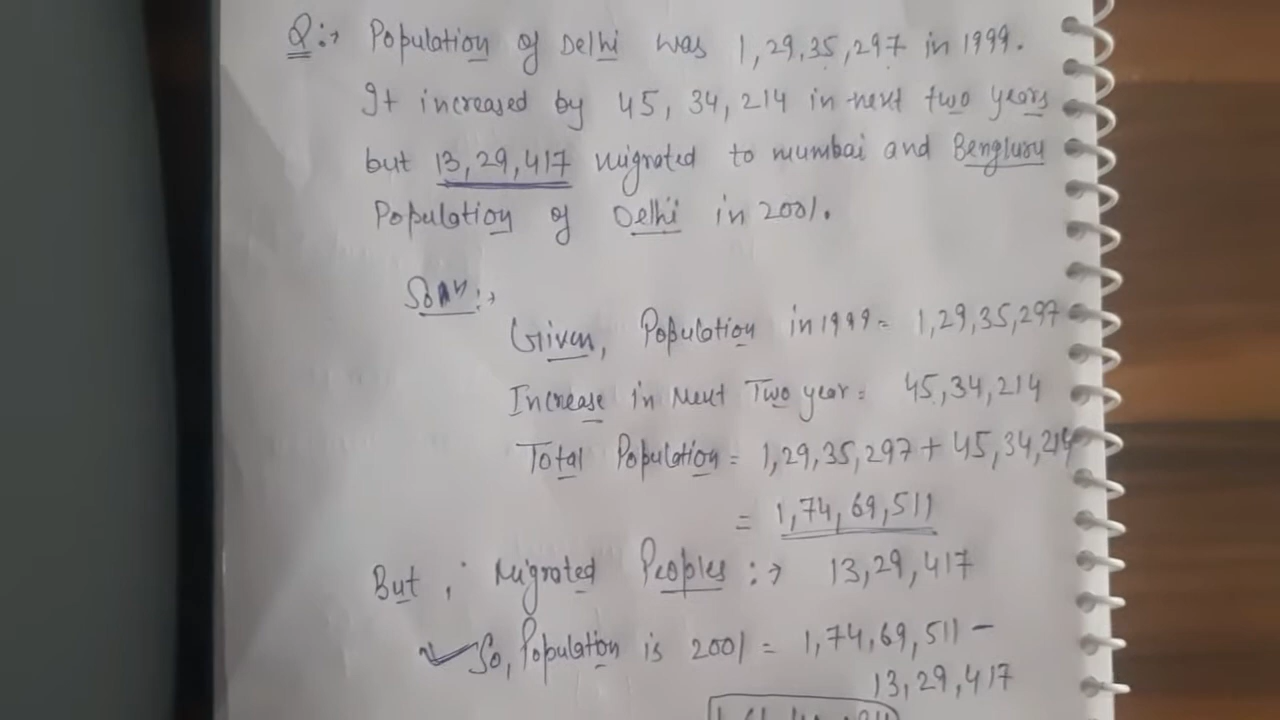 Q:→ Population of Delhi was 1,29,35,297 in 1999.
It increased by 45, 34, 214 in next two years
but 13,29,417 migrated to mumbai and Bengluru
Population of Delhi in 2001.
Soln:→
Given, Population in 1999 = 1,29,35,297
Increase in Next Two year = 45,34,214
Total Population = 1,29,35,297 + 45,34,214
= 1,74,69,511
But, Migrated Peoples :→ 13,29,417
So, Population is 2001 = 1,74,69,511 -
13,29,417